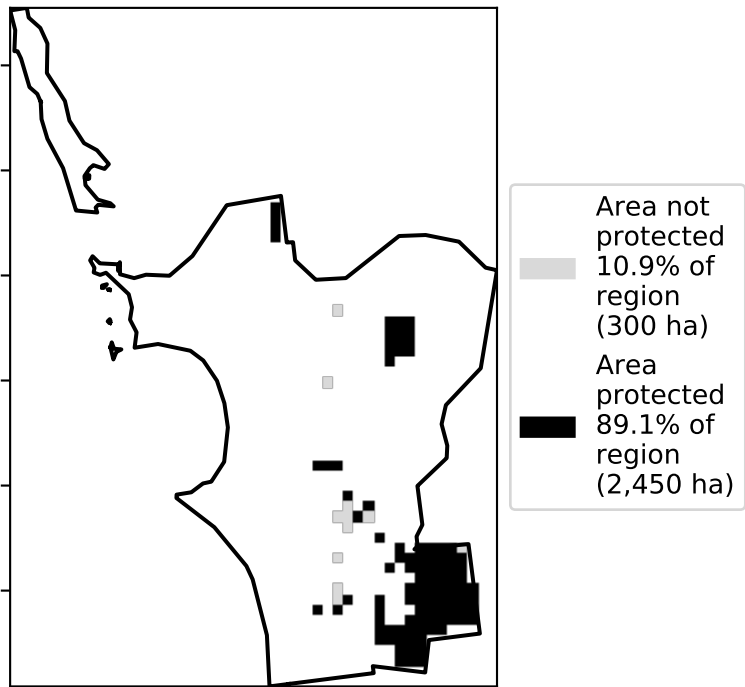 Area not
protected
10.9% of
region
(300 ha)
Area
protected
89.1% of
region
(2,450 ha)